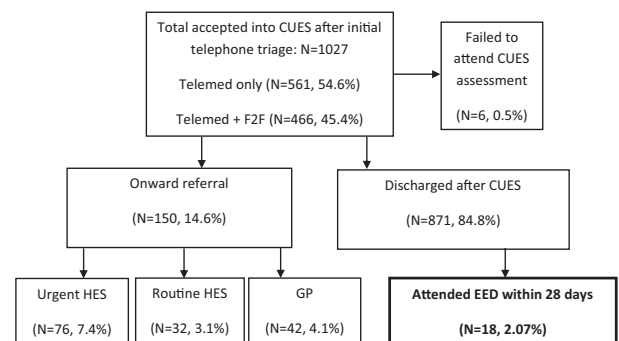 Total accepted into CUES after initial
telephone triage: N=1027
Telemed only (N=561, 54.6%)
Telemed + F2F (N=466, 45.4%)
Failed to
attend CUES
assessment
(N=6, 0.5%)
Onward referral
(N=150, 14.6%)
Discharged after CUES
(N=871, 84.8%)
Urgent HES
(N=76, 7.4%)
Routine HES
(N=32, 3.1%)
GP
(N=42, 4.1%)
Attended EED within 28 days
(N=18, 2.07%)